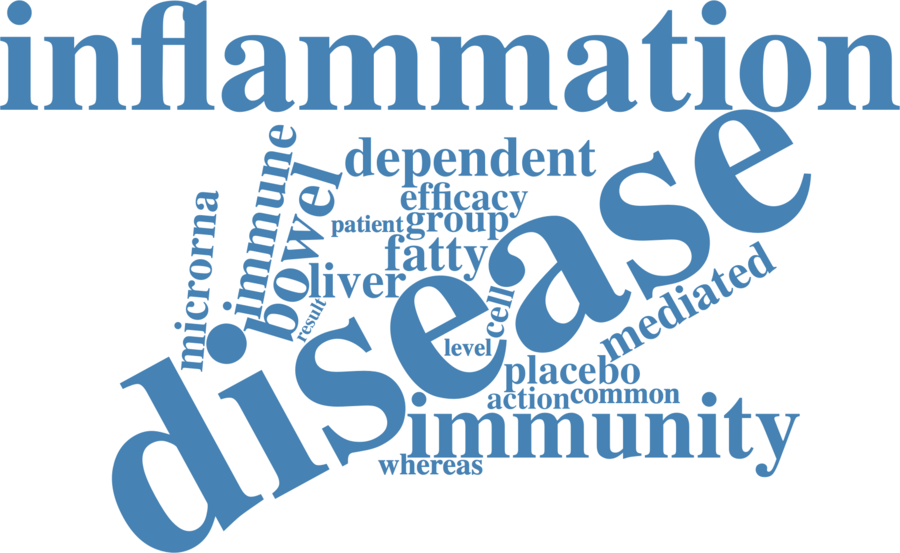 inflammation
disease
dependent
immune
bowel
microrna
efficacy
patient
group
fatty
liver
result
cell
level
mediated
placebo
action
common
immunity
whereas